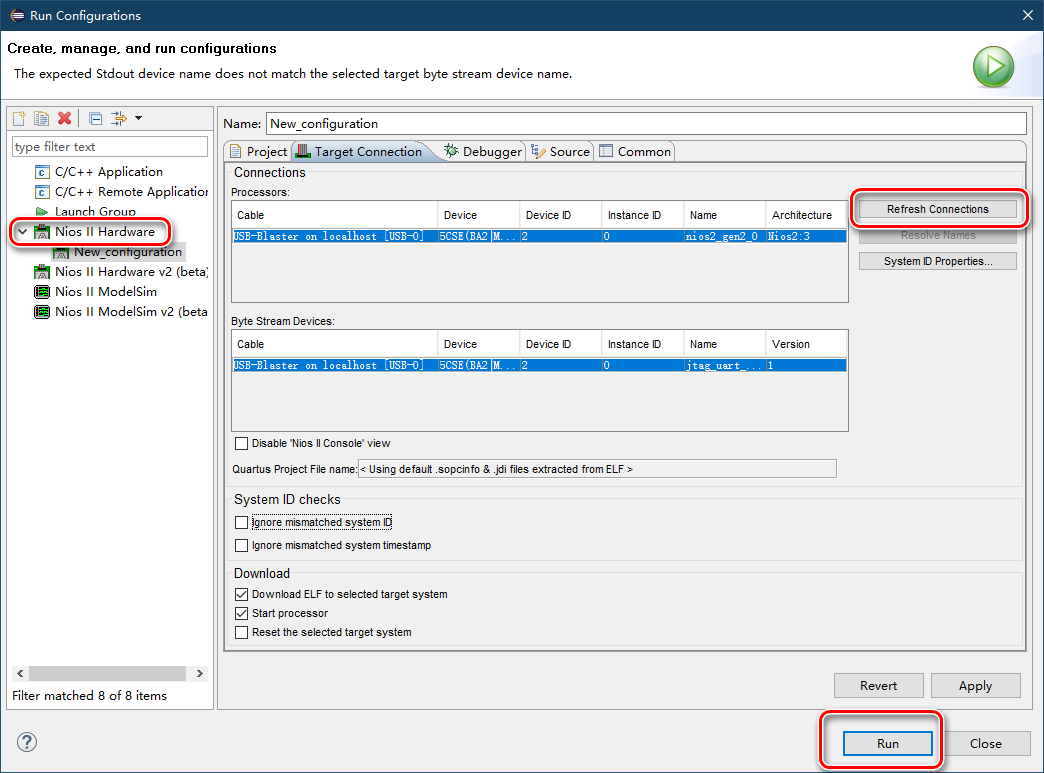 Run Configurations
Create, manage, and run configurations
The expected Stdout device name does not match the selected target byte stream device name.
type filter text
C/C++ Application
C/C++ Remote Application
Launch Group
Nios II Hardware
New_configuration
Nios II Hardware v2 (beta)
Nios II ModelSim
Nios II ModelSim v2 (beta
Filter matched 8 of 8 items
Name: New_configuration
Project Target Connection Debugger Source Common
Connections
Processors:
Cable Device Device ID Instance ID Name Architecture
USB-Blaster on localhost [USB-0] 5CSE(BA2|M... 2 0 nios2_gen2_0 Nios2:3
Refresh Connections
Resolve Names
System ID Properties...
Byte Stream Devices:
Cable Device Device ID Instance ID Name Version
USB-Blaster on localhost [USB-0] 5CSE(BA2|M... 2 0 jtag_uart_... 1
Disable 'Nios II Console' view
Quartus Project File name: < Using default .sopcinfo & .jdi files extracted from ELF >
System ID checks
Ignore mismatched system ID
Ignore mismatched system timestamp
Download
Download ELF to selected target system
Start processor
Reset the selected target system
Revert Apply
Run Close